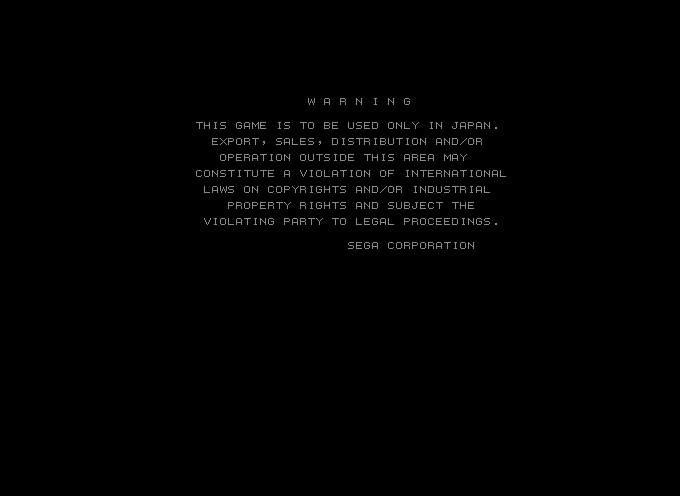 W A R N I N G
THIS GAME IS TO BE USED ONLY IN JAPAN.
EXPORT, SALES, DISTRIBUTION AND/OR
OPERATION OUTSIDE THIS AREA MAY
CONSTITUTE A VIOLATION OF INTERNATIONAL
LAWS ON COPYRIGHTS AND/OR INDUSTRIAL
PROPERTY RIGHTS AND SUBJECT THE
VIOLATING PARTY TO LEGAL PROCEEDINGS.
SEGA CORPORATION